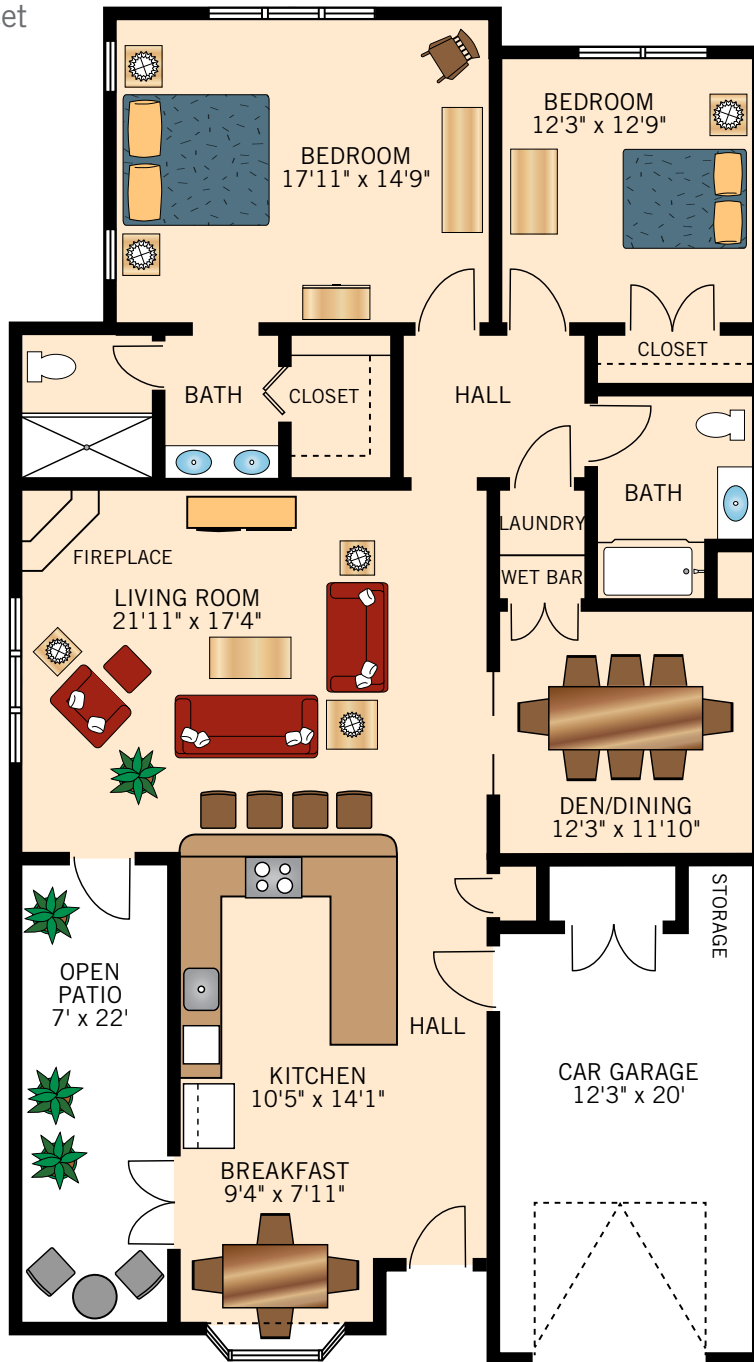 et
BEDROOM
17'11" x 14'9"
BEDROOM
12'3" x 12'9"
CLOSET
BATH
CLOSET
HALL
BATH
LAUNDRY
WET BAR
FIREPLACE
LIVING ROOM
21'11" x 17'4"
DEN/DINING
12'3" x 11'10"
STORAGE
OPEN
PATIO
7' x 22'
HALL
KITCHEN
10'5" x 14'1"
CAR GARAGE
12'3" x 20'
BREAKFAST
9'4" x 7'11"